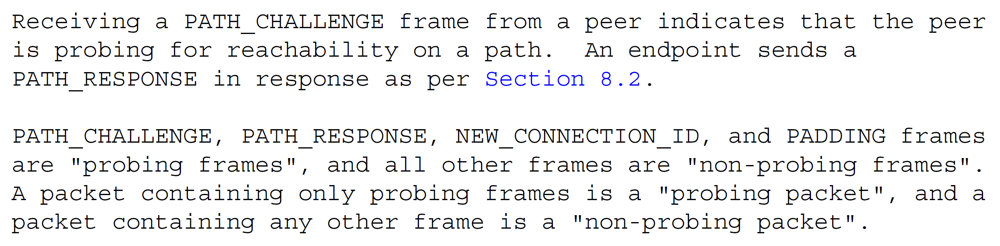 Receiving a PATH_CHALLENGE frame from a peer indicates that the peer
is probing for reachability on a path.  An endpoint sends a
PATH_RESPONSE in response as per Section 8.2.
PATH_CHALLENGE, PATH_RESPONSE, NEW_CONNECTION_ID, and PADDING frames
are "probing frames", and all other frames are "non-probing frames".
A packet containing only probing frames is a "probing packet", and a
packet containing any other frame is a "non-probing packet".